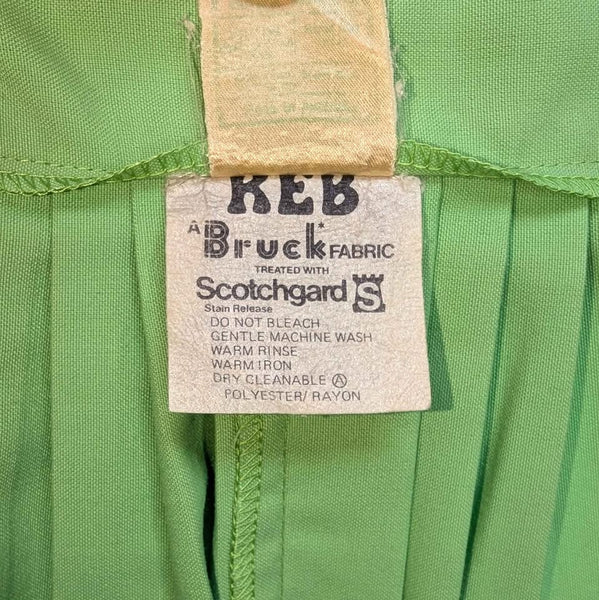 KEB
A Bruck* FABRIC
TREATED WITH
Scotchgard S
Stain Release
DO NOT BLEACH
GENTLE MACHINE WASH
WARM RINSE
WARM IRON
DRY CLEANABLE Ⓐ
POLYESTER/ RAYON